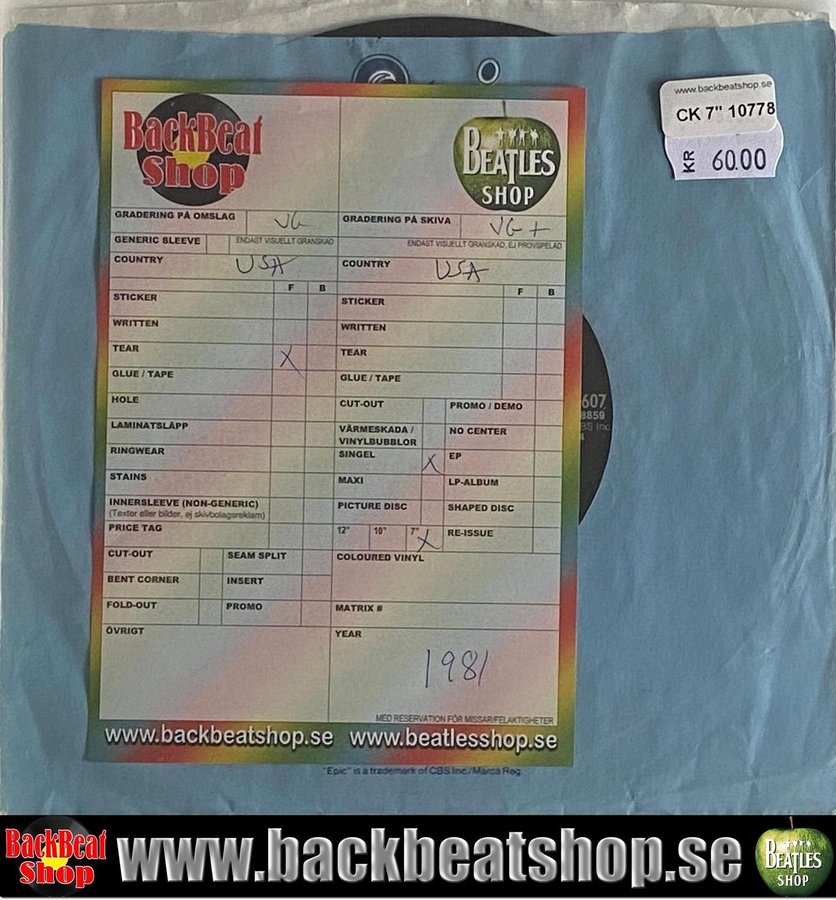 www.backbeatshop.se
CK 7" 10778
KR 60.00
BackBeat
Shop
BEATLES
SHOP
GRADERING PÅ OMSLAG VG
GRADERING PÅ SKIVA VG+
GENERIC SLEEVE ENDAST VISUELLT GRANSKAD
ENDAST VISUELLT GRANSKAD, EJ PROVSPELAD
COUNTRY USA
COUNTRY USA
F B
F B
STICKER
STICKER
WRITTEN
WRITTEN
TEAR X
TEAR
GLUE / TAPE
GLUE / TAPE
HOLE
CUT-OUT
PROMO / DEMO
LAMINATSLÄPP
VÄRMESKADA /
VINYLBUBBLOR
NO CENTER
RINGWEAR
SINGEL X
EP
STAINS
MAXI
LP-ALBUM
INNERSLEEVE (NON-GENERIC)
(Texter eller bilder, ej skivbolagsreklam)
PICTURE DISC
SHAPED DISC
PRICE TAG
12" 10" 7" X
RE-ISSUE
CUT-OUT
SEAM SPLIT
COLOURED VINYL
BENT CORNER
INSERT
FOLD-OUT
PROMO
MATRIX #
ÖVRIGT
YEAR
1981
MED RESERVATION FÖR MISSAR/FELAKTIGHETER
www.backbeatshop.se www.beatlesshop.se
607
8859
BS Inc
"Epic" is a trademark of CBS Inc./Marca Reg.
BackBeat
Shop
www.backbeatshop.se
BEATLES
SHOP